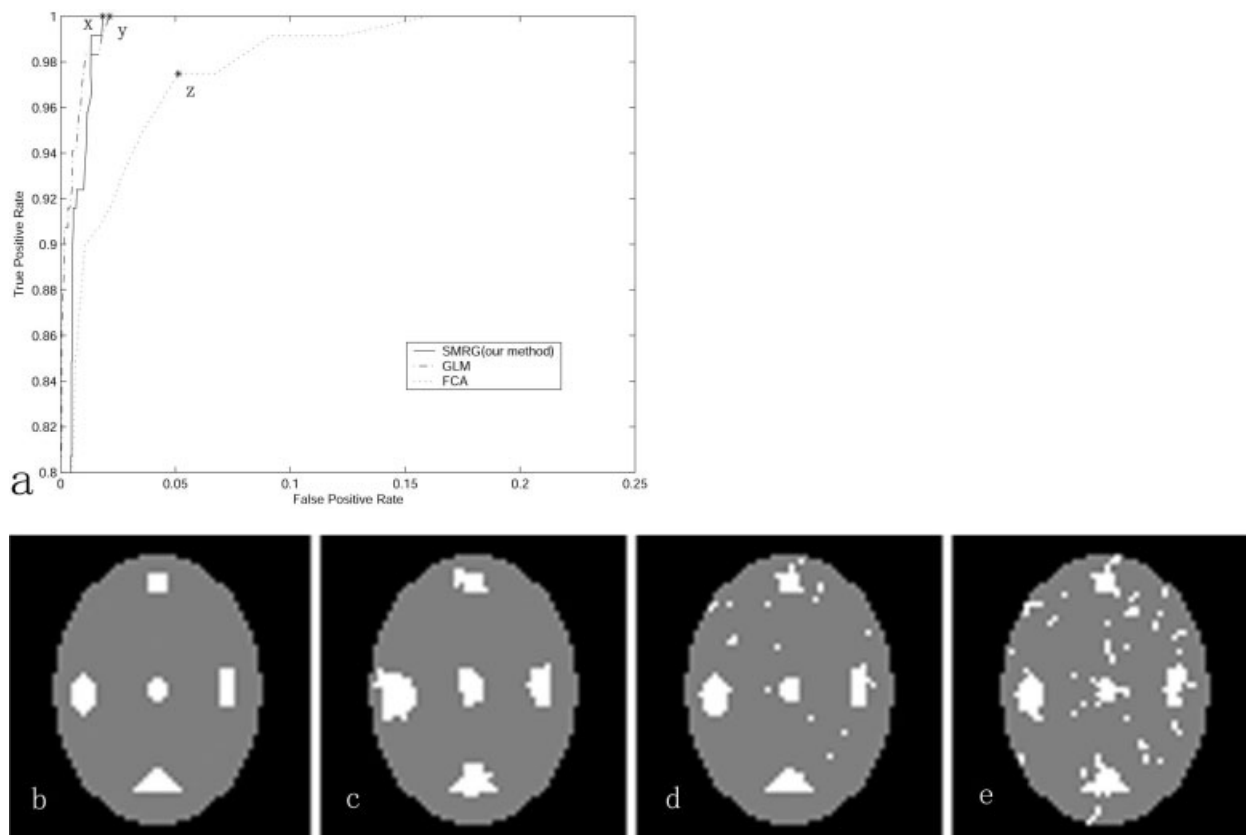 1
0.98
0.96
0.94
0.92
0.9
0.88
0.86
0.84
0.82
0.8
True Positive Rate
x
y
z
SMRG(our method)
GLM
FCA
a
0
0.05
0.1
0.15
0.2
0.25
False Positive Rate
b
c
d
e